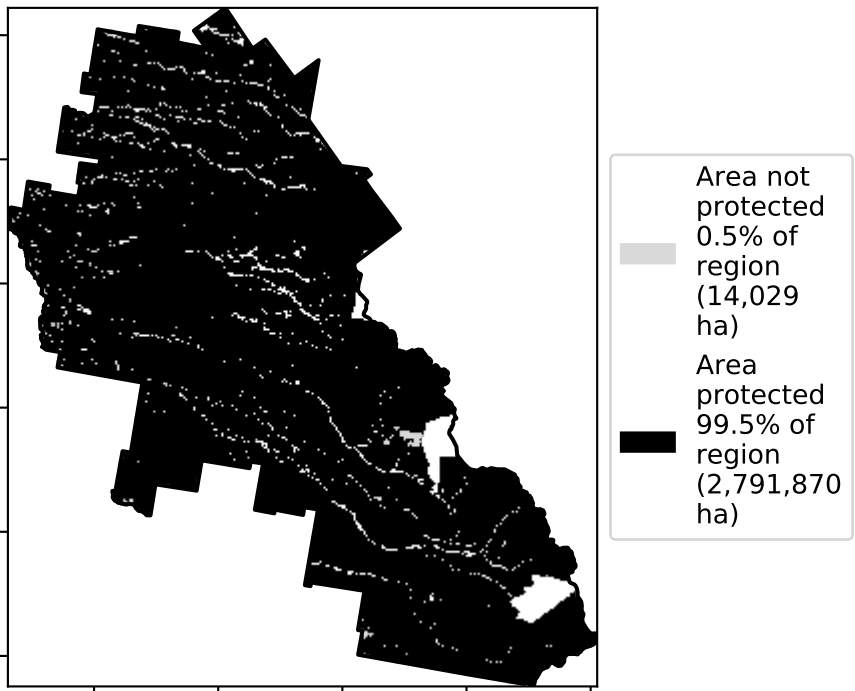 Area not
protected
0.5% of
region
(14,029
ha)
Area
protected
99.5% of
region
(2,791,870
ha)